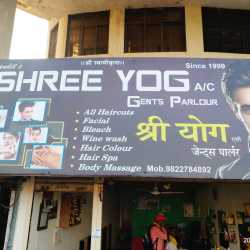 ।।श्री स्वामीकृपा।।
Since 1999
SHREE YOG A/C
GENTS PARLOUR
• All Haircuts
• Facial
• Bleach
• Wine wash
• Hair Colour
• Hair Spa
• Body Massage
श्री योग
जेन्ट्स पार्लर
Mob.9822784892